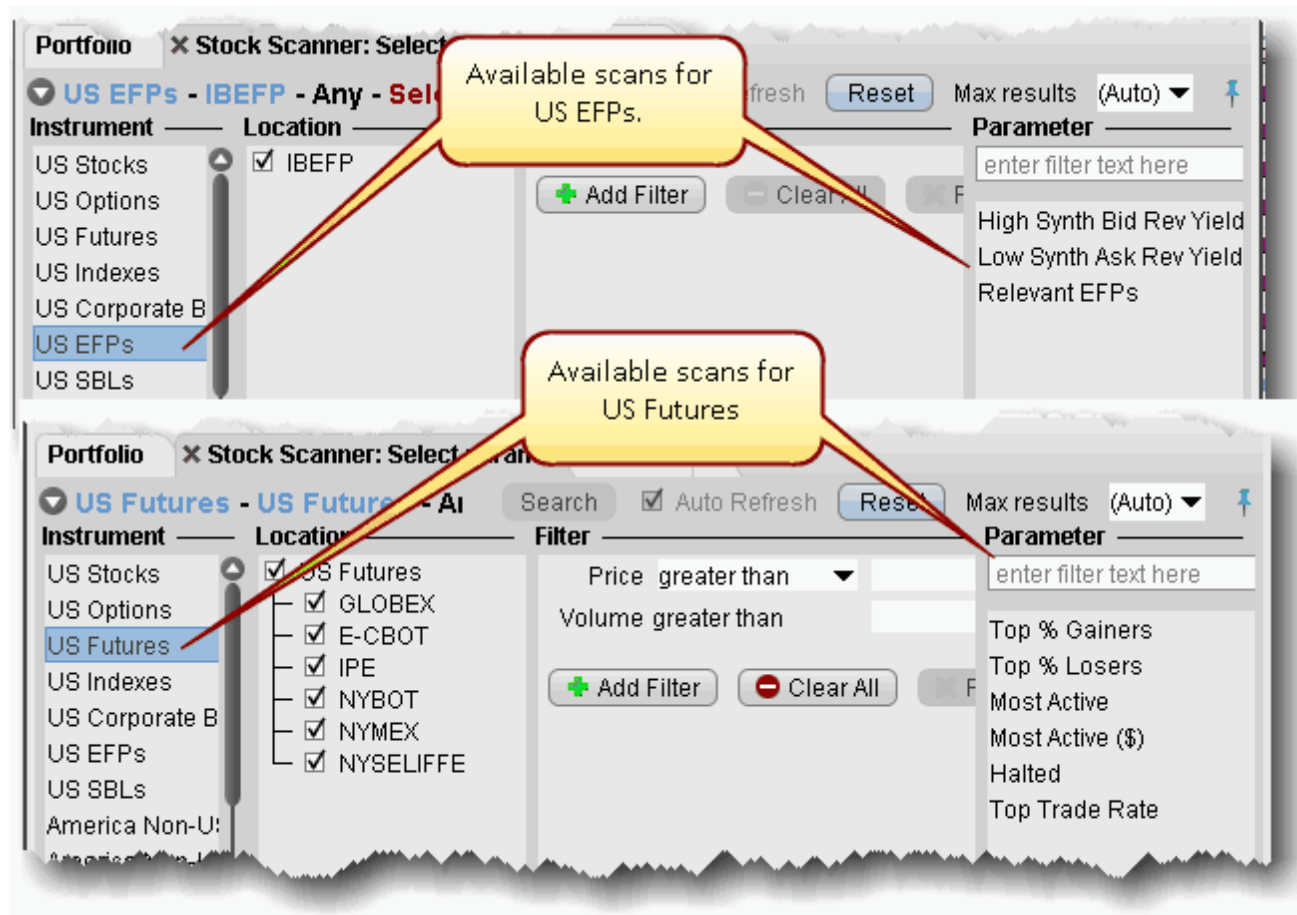 Portfolio
Stock Scanner: Select
US EFPs - IBEFP - Any -
Reset
Max results
(Auto)
Available scans for
US EFPs.
Instrument
Location
Parameter
US Stocks
US Options
US Futures
US Indexes
US Corporate B
US EFPs
US SBLs
IBEFP
Add Filter
Clear All
enter filter text here
High Synth Bid Rev Yield
Low Synth Ask Rev Yield
Relevant EFPs
Available scans for
US Futures
Portfolio
Stock Scanner: Select
US Futures - US Future
Search
Auto Refresh
Reset
Max results
(Auto)
Instrument
Location
Filter
Parameter
US Stocks
US Options
US Futures
US Indexes
US Corporate B
US EFPs
US SBLs
America Non-U
US Futures
GLOBEX
E-CBOT
IPE
NYBOT
NYMEX
NYSELIFFE
Price greater than
Volume greater than
Add Filter
Clear All
enter filter text here
Top % Gainers
Top % Losers
Most Active
Most Active ($)
Halted
Top Trade Rate